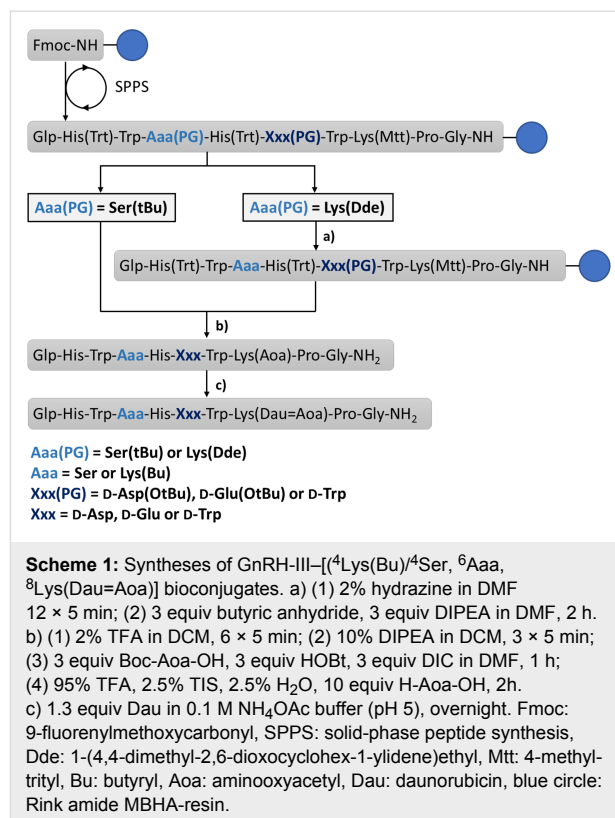 Fmoc-NH
SPPS
Glp-His(Trt)-Trp-Aaa(PG)-His(Trt)-Xxx(PG)-Trp-Lys(Mtt)-Pro-Gly-NH
Aaa(PG) = Ser(tBu)
Aaa(PG) = Lys(Dde)
a)
Glp-His(Trt)-Trp-Aaa-His(Trt)-Xxx(PG)-Trp-Lys(Mtt)-Pro-Gly-NH
b)
Glp-His-Trp-Aaa-His-Xxx-Trp-Lys(Aoa)-Pro-Gly-NH₂
c)
Glp-His-Trp-Aaa-His-Xxx-Trp-Lys(Dau=Aoa)-Pro-Gly-NH₂
Aaa(PG) = Ser(tBu) or Lys(Dde)
Aaa = Ser or Lys(Bu)
Xxx(PG) = D-Asp(OtBu), D-Glu(OtBu) or D-Trp
Xxx = D-Asp, D-Glu or D-Trp
Scheme 1: Syntheses of GnRH-III–[(⁴Lys(Bu)/⁴Ser, ⁶Aaa,
⁸Lys(Dau=Aoa)] bioconjugates. a) (1) 2% hydrazine in DMF
12 × 5 min; (2) 3 equiv butyric anhydride, 3 equiv DIPEA in DMF, 2 h.
b) (1) 2% TFA in DCM, 6 × 5 min; (2) 10% DIPEA in DCM, 3 × 5 min;
(3) 3 equiv Boc-Aoa-OH, 3 equiv HOBt, 3 equiv DIC in DMF, 1 h;
(4) 95% TFA, 2.5% TIS, 2.5% H₂O, 10 equiv H-Aoa-OH, 2h.
c) 1.3 equiv Dau in 0.1 M NH₄OAc buffer (pH 5), overnight. Fmoc:
9-fluorenylmethoxycarbonyl, SPPS: solid-phase peptide synthesis,
Dde: 1-(4,4-dimethyl-2,6-dioxocyclohex-1-ylidene)ethyl, Mtt: 4-methyl-
trityl, Bu: butyryl, Aoa: aminooxyacetyl, Dau: daunorubicin, blue circle:
Rink amide MBHA-resin.